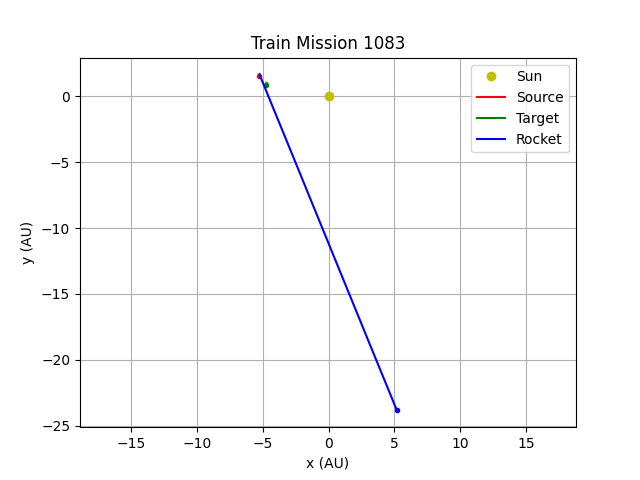 Train Mission 1083
Sun
Source
Target
Rocket
0
−5
−10
−15
−20
−25
y (AU)
−15
−10
−5
0
5
10
15
x (AU)